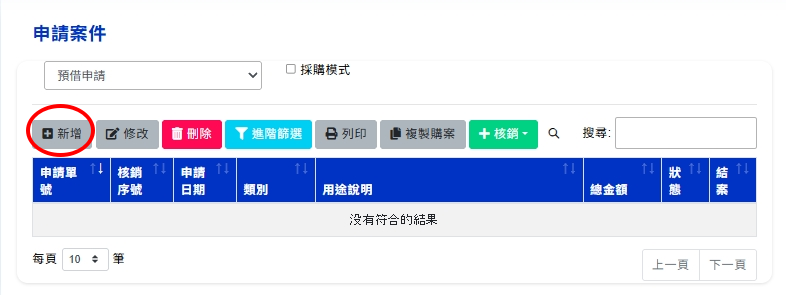 申請案件
預借申請
採購模式
新增 修改 刪除 進階篩選 列印 複製購案 核銷 搜尋:
申請單號 核銷序號 申請日期 類別 用途說明 總金額 狀態 結案
没有符合的結果
每頁 10 筆
上一頁 下一頁